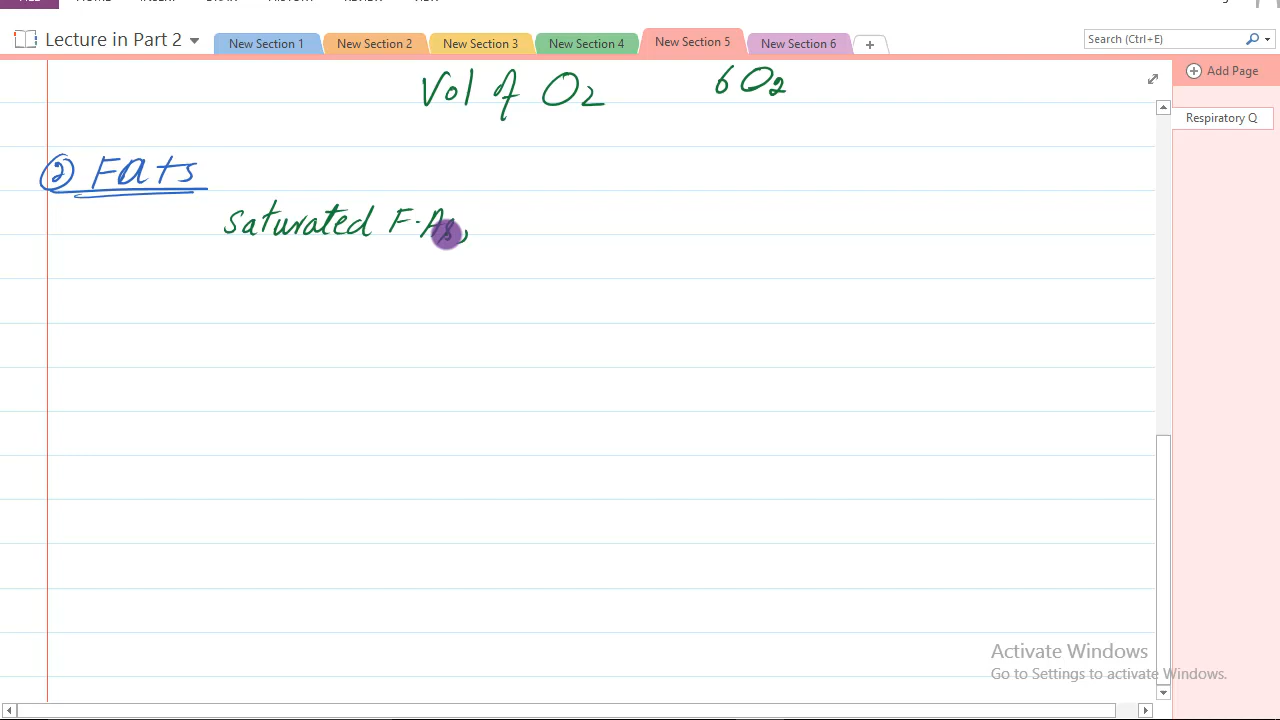 Lecture in Part 2
New Section 1
New Section 2
New Section 3
New Section 4
New Section 5
New Section 6
+
Search (Ctrl+E)
Add Page
Respiratory Q
Vol of O2 6O2
② Fats
saturated F.As,
Activate Windows
Go to Settings to activate Windows.